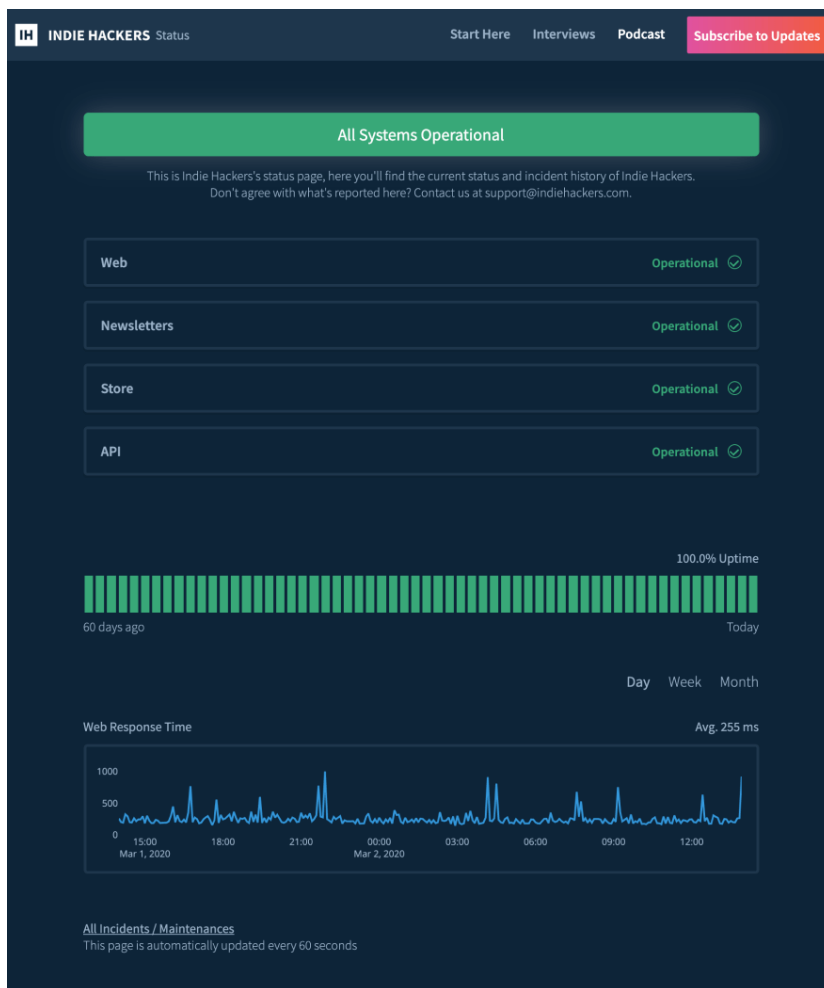 IH INDIE HACKERS Status Start Here Interviews Podcast Subscribe to Updates
All Systems Operational
This is Indie Hackers's status page, here you'll find the current status and incident history of Indie Hackers.
Don't agree with what's reported here? Contact us at support@indiehackers.com.
Web Operational
Newsletters Operational
Store Operational
API Operational
100.0% Uptime
60 days ago Today
Day Week Month
Web Response Time Avg. 255 ms
1000
500
0
15:00 18:00 21:00 00:00 03:00 06:00 09:00 12:00
Mar 1, 2020 Mar 2, 2020
All Incidents / Maintenances
This page is automatically updated every 60 seconds